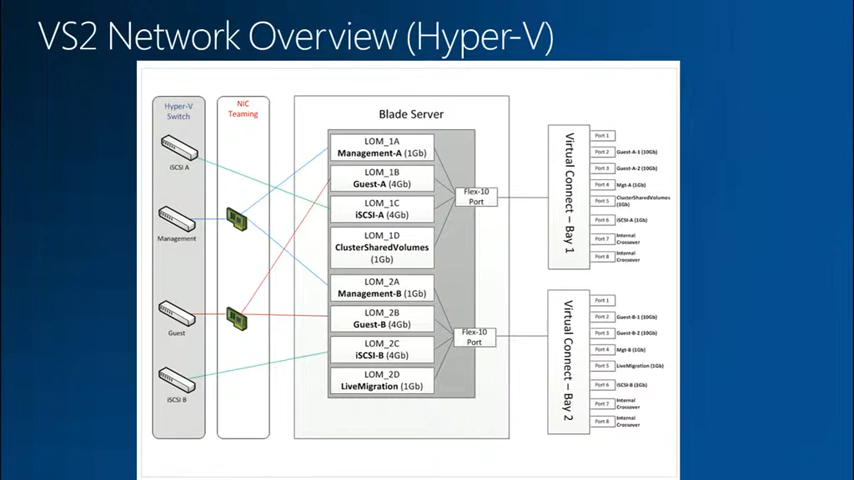 VS2 Network Overview (Hyper-V)
Hyper-V
Switch
iSCSI A
Management
Guest
iSCSI B
NIC
Teaming
Blade Server
LOM_1A
Management-A (1Gb)
LOM_1B
Guest-A (4Gb)
LOM_1C
iSCSI-A (4Gb)
LOM_1D
ClusterSharedVolumes
(1Gb)
LOM_2A
Management-B (1Gb)
LOM_2B
Guest-B (4Gb)
LOM_2C
iSCSI-B (4Gb)
LOM_2D
LiveMigration (1Gb)
Flex-10
Port
Flex-10
Port
Virtual Connect – Bay 1
Port 1
Port 2 Guest-A-1 (10Gb)
Port 3 Guest-A-2 (10Gb)
Port 4 Mgt-A (1Gb)
Port 5 ClusterSharedVolumes
(1Gb)
Port 6 iSCSI-A (1Gb)
Port 7 Internal
Crossover
Port 8 Internal
Crossover
Virtual Connect – Bay 2
Port 1
Port 2 Guest-B-1 (10Gb)
Port 3 Guest-B-2 (10Gb)
Port 4 Mgt-B (1Gb)
Port 5 LiveMigration (1Gb)
Port 6 iSCSI-B (1Gb)
Port 7 Internal
Crossover
Port 8 Internal
Crossover